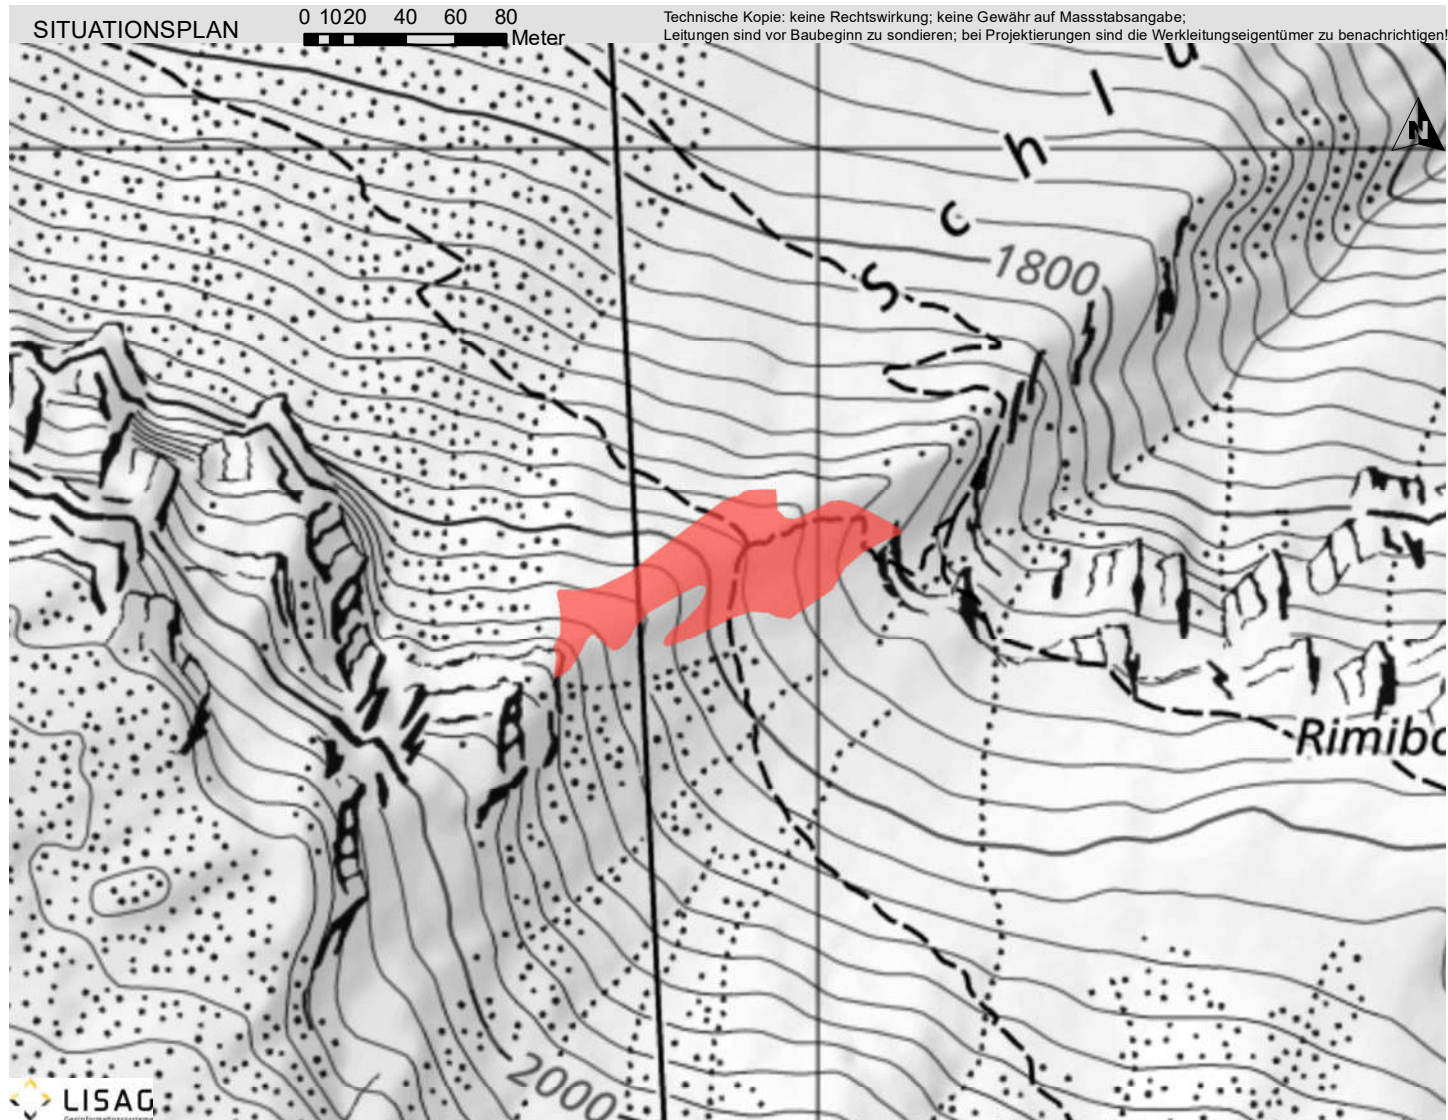 SITUATIONSPLAN
0 10 20 40 60 80
Meter
Technische Kopie: keine Rechtswirkung; keine Gewähr auf Massstabsangabe;
Leitungen sind vor Baubeginn zu sondieren; bei Projektierungen sind die Werkleitungseigentümer zu benachrichtigen!
N
S c h l u
1800
Rimibo
2000
LISAG